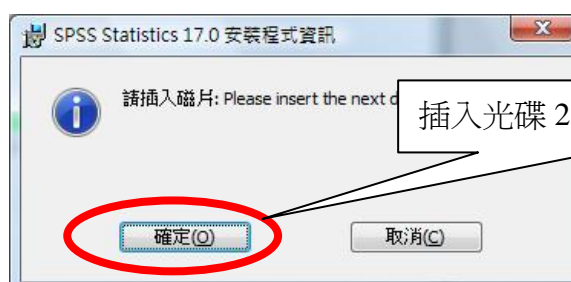 SPSS Statistics 17.0 安裝程式資訊
請插入磁片: Please insert the next d
插入光碟 2
確定(O)
取消(C)